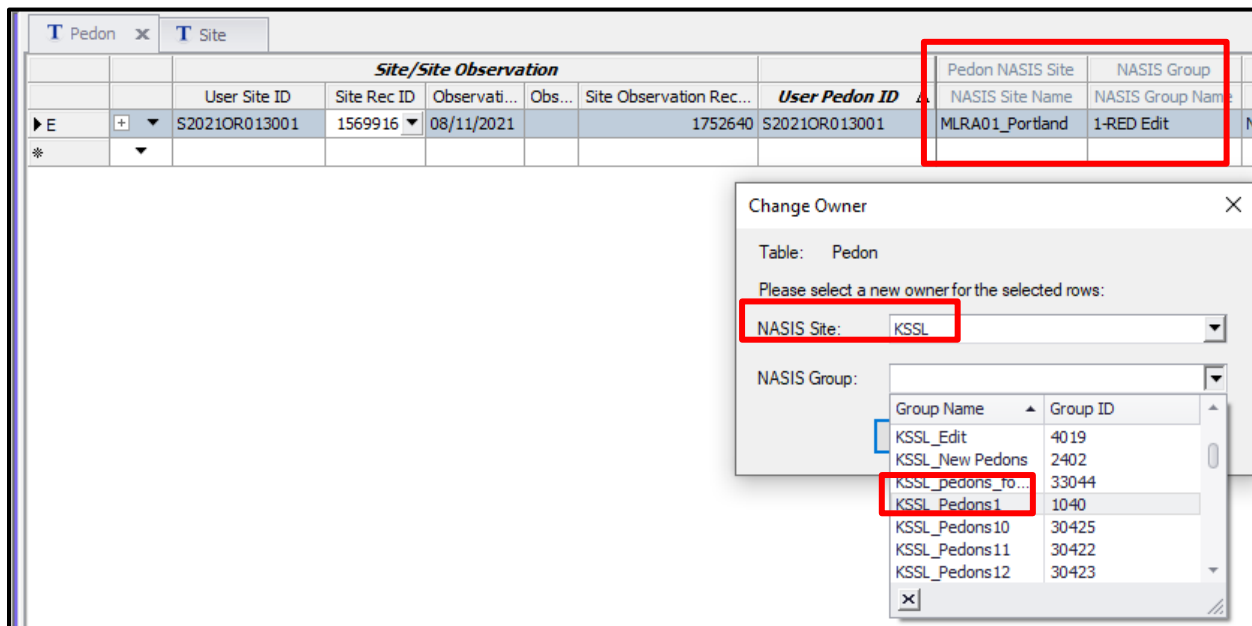 T Pedon x T Site
Site/Site Observation Pedon NASIS Site NASIS Group
User Site ID Site Rec ID Observati... Obs... Site Observation Rec... User Pedon ID NASIS Site Name NASIS Group Name
E S2021OR013001 1569916 08/11/2021 1752640 S2021OR013001 MLRA01_Portland 1-RED Edit
Change Owner
Table: Pedon
Please select a new owner for the selected rows:
NASIS Site: KSSL
NASIS Group:
Group Name Group ID
KSSL_Edit 4019
KSSL_New Pedons 2402
KSSL_pedons_fo... 33044
KSSL_Pedons1 1040
KSSL_Pedons10 30425
KSSL_Pedons11 30422
KSSL_Pedons12 30423